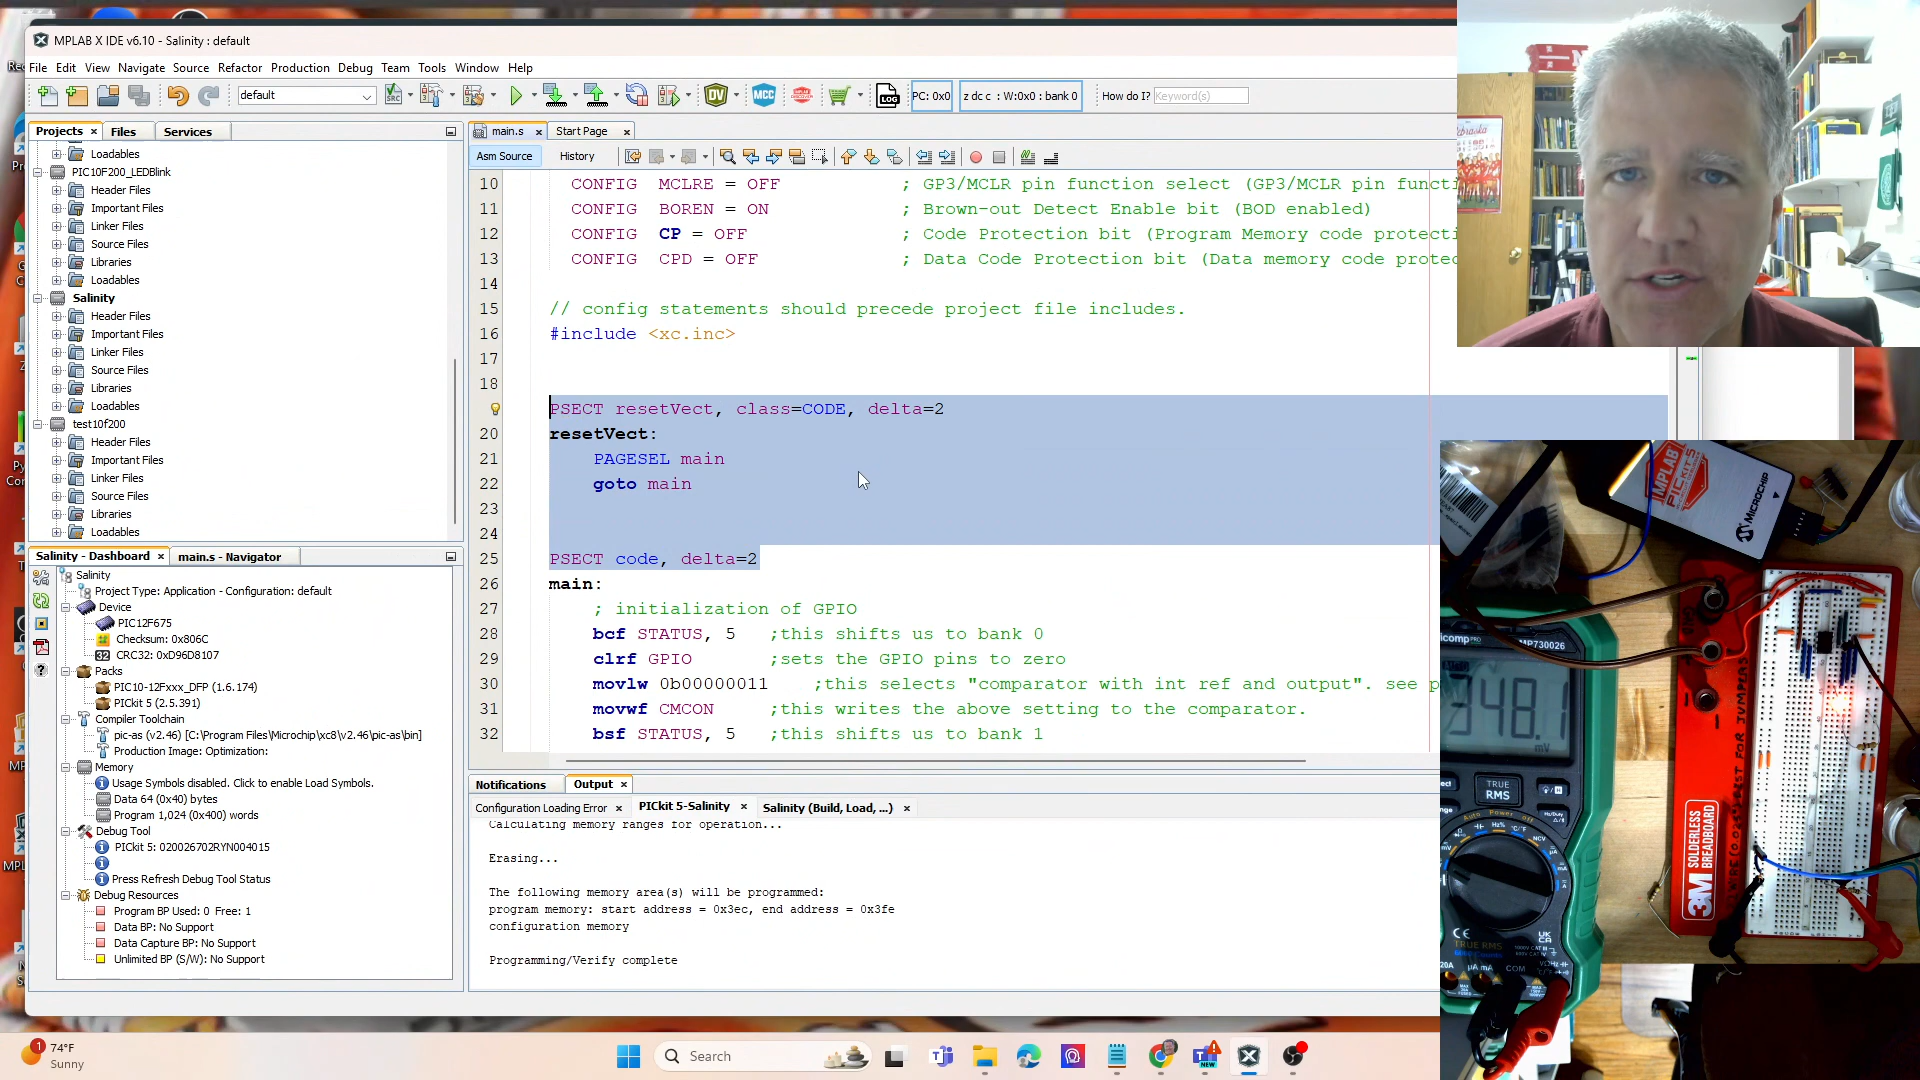 MPLAB X IDE v6.10 - Salinity : default
File Edit View Navigate Source Refactor Production Debug Team Tools Window Help
default
DV
MCC
LOG
PC: 0x0
z dc c : W:0x0 : bank 0
How do I? Keyword(s)
Projects Files Services
Loadables
PIC10F200_LEDBlink
Header Files
Important Files
Linker Files
Source Files
Libraries
Loadables
Salinity
Header Files
Important Files
Linker Files
Source Files
Libraries
Loadables
test10f200
Header Files
Important Files
Linker Files
Source Files
Libraries
Loadables
Salinity - Dashboard main.s - Navigator
Salinity
Project Type: Application - Configuration: default
Device
PIC12F675
Checksum: 0x806C
CRC32: 0xD96D8107
Packs
PIC10-12Fxxx_DFP (1.6.174)
PICkit 5 (2.5.391)
Compiler Toolchain
pic-as (v2.46) [C:\Program Files\Microchip\xc8\v2.46\pic-as\bin]
Production Image: Optimization:
Memory
Usage Symbols disabled. Click to enable Load Symbols.
Data 64 (0x40) bytes
Program 1,024 (0x400) words
Debug Tool
PICkit 5: 020026702RYN004015
Press Refresh Debug Tool Status
Debug Resources
Program BP Used: 0 Free: 1
Data BP: No Support
Data Capture BP: No Support
Unlimited BP (S/W): No Support
main.s Start Page
Asm Source History
10 CONFIG MCLRE = OFF ; GP3/MCLR pin function select (GP3/MCLR pin functi
11 CONFIG BOREN = ON ; Brown-out Detect Enable bit (BOD enabled)
12 CONFIG CP = OFF ; Code Protection bit (Program Memory code protecti
13 CONFIG CPD = OFF ; Data Code Protection bit (Data memory code protec
14
15 // config statements should precede project file includes.
16 #include <xc.inc>
17
18
PSECT resetVect, class=CODE, delta=2
20 resetVect:
21 PAGESEL main
22 goto main
23
24
25 PSECT code, delta=2
26 main:
27 ; initialization of GPIO
28 bcf STATUS, 5 ;this shifts us to bank 0
29 clrf GPIO ;sets the GPIO pins to zero
30 movlw 0b00000011 ;this selects "comparator with int ref and output". see p
31 movwf CMCON ;this writes the above setting to the comparator.
32 bsf STATUS, 5 ;this shifts us to bank 1
Notifications Output
Configuration Loading Error PICkit 5-Salinity Salinity (Build, Load, ...)
Calculating memory ranges for operation...
Erasing...
The following memory area(s) will be programmed:
program memory: start address = 0x3ec, end address = 0x3fe
configuration memory
Programming/Verify complete
74°F
Sunny
Search
NEW
MPLAB
PICkit 5
MICROCHIP
MP730026
348.1
mV
TRUE
RMS
CE
TRUE RMS
COM
3M
SOLDERLESS
BREADBOARD